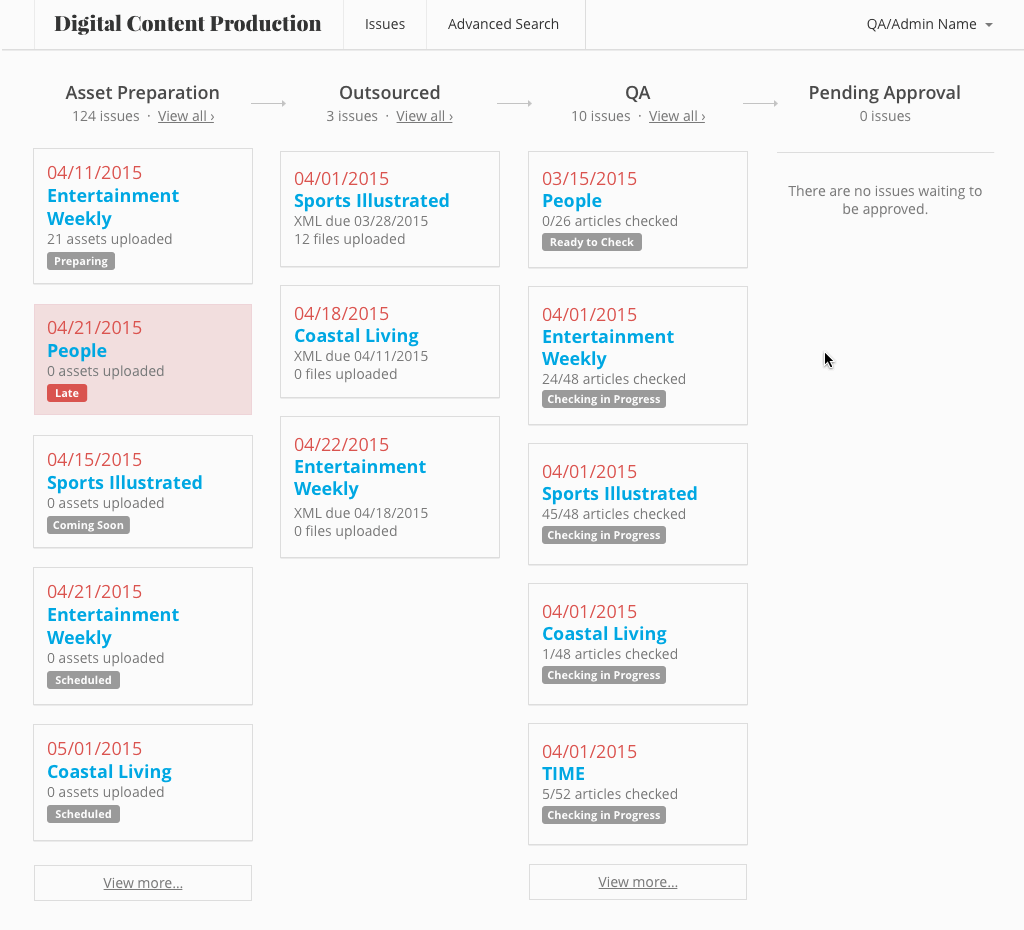 Digital Content Production
Issues
Advanced Search
QA/Admin Name
Asset Preparation
124 issues · View all ›
04/11/2015
Entertainment
Weekly
21 assets uploaded
Preparing
04/21/2015
People
0 assets uploaded
Late
04/15/2015
Sports Illustrated
0 assets uploaded
Coming Soon
04/21/2015
Entertainment
Weekly
0 assets uploaded
Scheduled
05/01/2015
Coastal Living
0 assets uploaded
Scheduled
View more...
Outsourced
3 issues · View all ›
04/01/2015
Sports Illustrated
XML due 03/28/2015
12 files uploaded
04/18/2015
Coastal Living
XML due 04/11/2015
0 files uploaded
04/22/2015
Entertainment
Weekly
XML due 04/18/2015
0 files uploaded
QA
10 issues · View all ›
03/15/2015
People
0/26 articles checked
Ready to Check
04/01/2015
Entertainment
Weekly
24/48 articles checked
Checking in Progress
04/01/2015
Sports Illustrated
45/48 articles checked
Checking in Progress
04/01/2015
Coastal Living
1/48 articles checked
Checking in Progress
04/01/2015
TIME
5/52 articles checked
Checking in Progress
View more...
Pending Approval
0 issues
There are no issues waiting to
be approved.